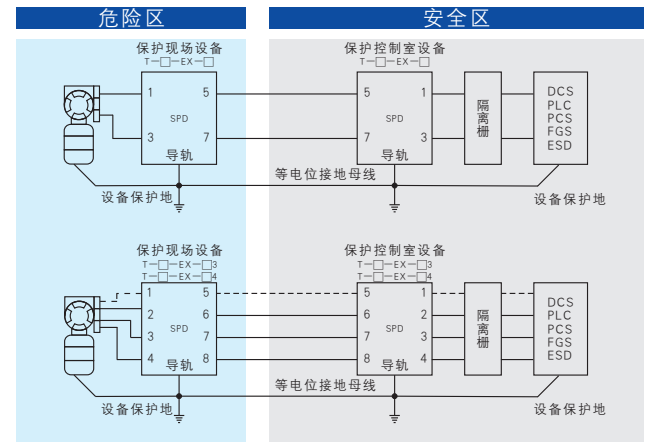 危险区
安全区
保护现场设备
T－□－EX－□
保护控制室设备
T－□－EX－□
1
5
SPD
3
7
导轨
5
1
SPD
7
3
导轨
隔离栅
DCS
PLC
PCS
FGS
ESD
等电位接地母线
设备保护地
设备保护地
保护现场设备
T－□－EX－□3
T－□－EX－□4
保护控制室设备
T－□－EX－□3
T－□－EX－□4
1
5
2
6
SPD
3
7
4
8
导轨
5
1
6
2
SPD
7
3
8
4
导轨
隔离栅
DCS
PLC
PCS
FGS
ESD
等电位接地母线
设备保护地
设备保护地